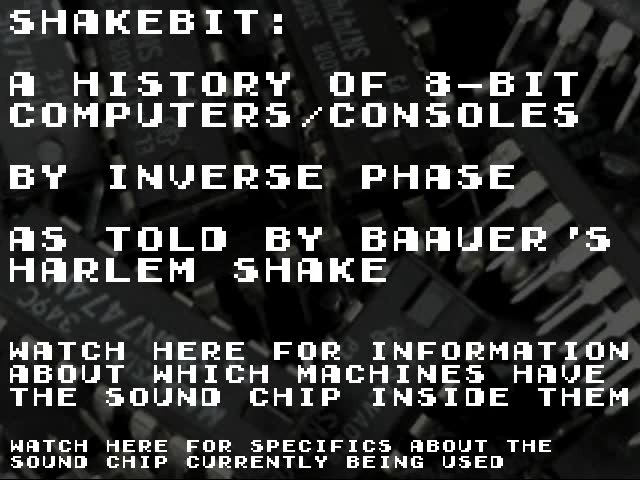 SHAKEBIT:
A HISTORY OF 8-BIT
COMPUTERS/CONSOLES
BY INVERSE PHASE
AS TOLD BY BAAUER'S
HARLEM SHAKE
WATCH HERE FOR INFORMATION
ABOUT WHICH MACHINES HAVE
THE SOUND CHIP INSIDE THEM
WATCH HERE FOR SPECIFICS ABOUT THE
SOUND CHIP CURRENTLY BEING USED